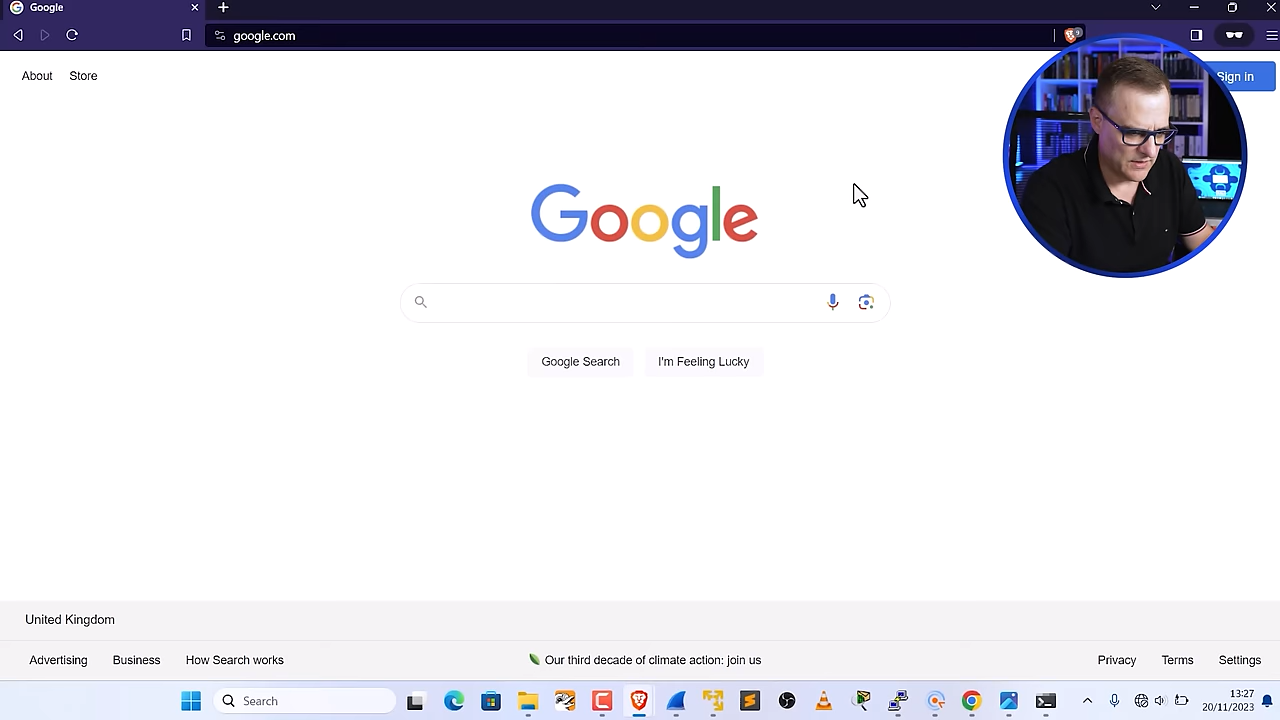 Google
google.com
9
About
Store
Sign in
Google
Google Search
I'm Feeling Lucky
United Kingdom
Advertising
Business
How Search works
Our third decade of climate action: join us
Privacy
Terms
Settings
Search
13:27
20/11/2023